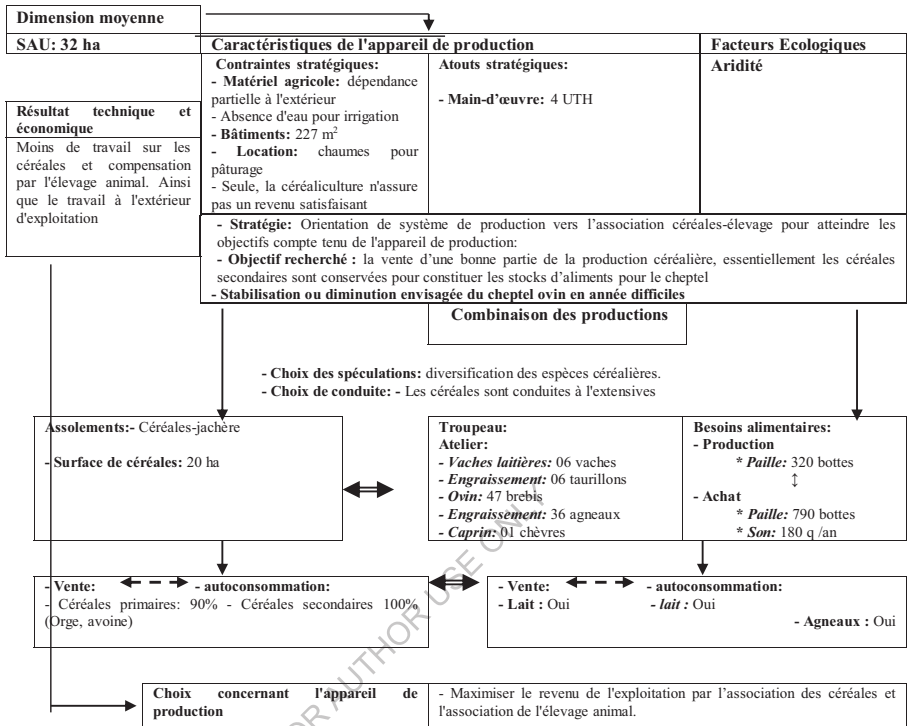 Dimension moyenne
SAU: 32 ha
Caractéristiques de l'appareil de production
Facteurs Ecologiques
Contraintes stratégiques:
- Matériel agricole: dépendance
partielle à l'extérieur
- Absence d'eau pour irrigation
- Bâtiments: 227 m²
- Location: chaumes pour
pâturage
- Seule, la céréaliculture n'assure
pas un revenu satisfaisant
Atouts stratégiques:
- Main-d'œuvre: 4 UTH
Aridité
Résultat technique et
économique
Moins de travail sur les
céréales et compensation
par l'élevage animal. Ainsi
que le travail à l'extérieur
d'exploitation
- Stratégie: Orientation de système de production vers l'association céréales-élevage pour atteindre les
objectifs compte tenu de l'appareil de production:
- Objectif recherché : la vente d'une bonne partie de la production céréalière, essentiellement les céréales
secondaires sont conservées pour constituer les stocks d'aliments pour le cheptel
- Stabilisation ou diminution envisagée du cheptel ovin en année difficiles
Combinaison des productions
- Choix des spéculations: diversification des espèces céréalières.
- Choix de conduite: - Les céréales sont conduites à l'extensives
Assolements:- Céréales-jachère
- Surface de céréales: 20 ha
Troupeau:
Atelier:
- Vaches laitières: 06 vaches
- Engraissement: 06 taurillons
- Ovin: 47 brebis
- Engraissement: 36 agneaux
- Caprin: 01 chèvres
Besoins alimentaires:
- Production
* Paille: 320 bottes
↕
- Achat
* Paille: 790 bottes
* Son: 180 q /an
- Vente: - autoconsommation:
- Céréales primaires: 90% - Céréales secondaires 100%
(Orge, avoine)
- Vente: - autoconsommation:
- Lait : Oui - lait : Oui
- Agneaux : Oui
Choix concernant l'appareil de
production
- Maximiser le revenu de l'exploitation par l'association des céréales et
l'association de l'élevage animal.
OR AUTHOR USE ONLY